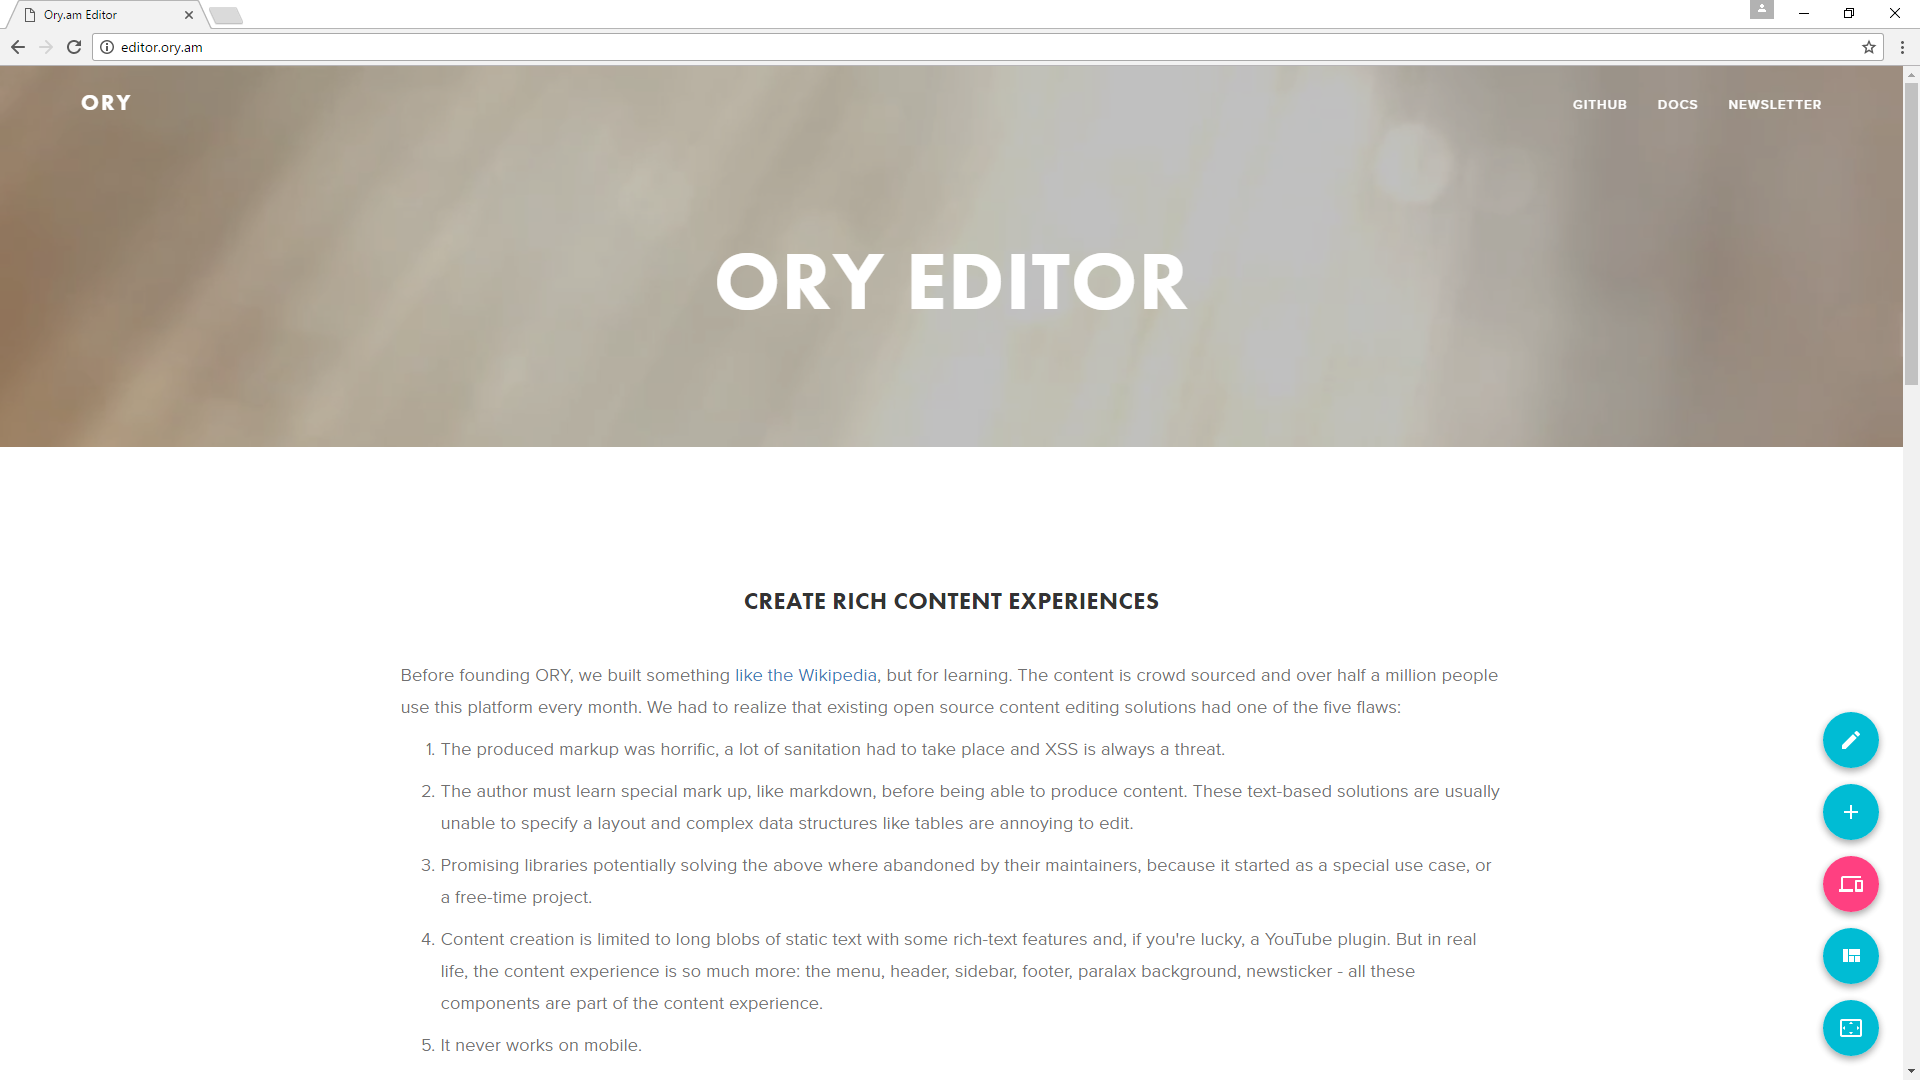 Ory.am Editor
editor.ory.am
ORY
GITHUB DOCS NEWSLETTER
ORY EDITOR
CREATE RICH CONTENT EXPERIENCES
Before founding ORY, we built something like the Wikipedia, but for learning. The content is crowd sourced and over half a million people
use this platform every month. We had to realize that existing open source content editing solutions had one of the five flaws:
1. The produced markup was horrific, a lot of sanitation had to take place and XSS is always a threat.
2. The author must learn special mark up, like markdown, before being able to produce content. These text-based solutions are usually
unable to specify a layout and complex data structures like tables are annoying to edit.
3. Promising libraries potentially solving the above where abandoned by their maintainers, because it started as a special use case, or
a free-time project.
4. Content creation is limited to long blobs of static text with some rich-text features and, if you're lucky, a YouTube plugin. But in real
life, the content experience is so much more: the menu, header, sidebar, footer, paralax background, newsticker - all these
components are part of the content experience.
5. It never works on mobile.